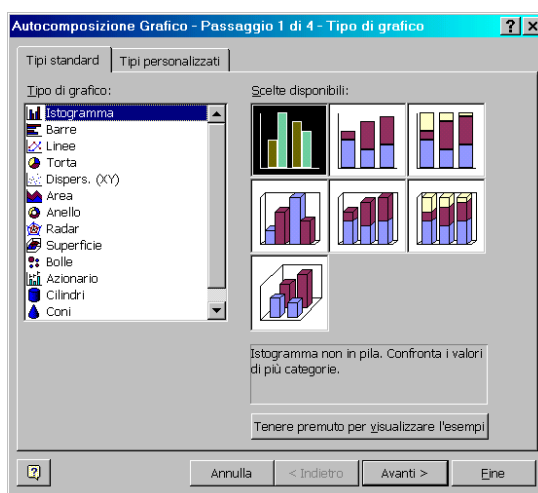 Autocomposizione Grafico - Passaggio 1 di 4 - Tipo di grafico
Tipi standard
Tipi personalizzati
Tipo di grafico:
Istogramma
Barre
Linee
Torta
Dispers. (XY)
Area
Anello
Radar
Superficie
Bolle
Azionario
Cilindri
Coni
Scelte disponibili:
Istogramma non in pila. Confronta i valori
di più categorie.
Tenere premuto per visualizzare l'esempi
Annulla
< Indietro
Avanti >
Fine